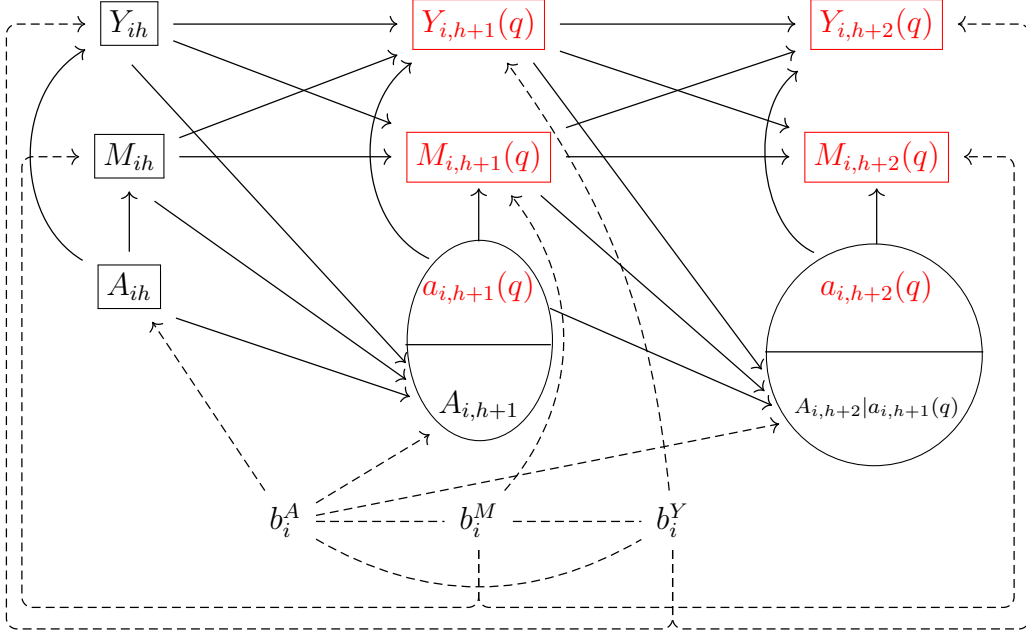 Y_{ih} Y_{i,h+1}(q) Y_{i,h+2}(q)
M_{ih} M_{i,h+1}(q) M_{i,h+2}(q)
A_{ih} a_{i,h+1}(q) a_{i,h+2}(q)
A_{i,h+1} A_{i,h+2}|a_{i,h+1}(q)
b_i^A b_i^M b_i^Y